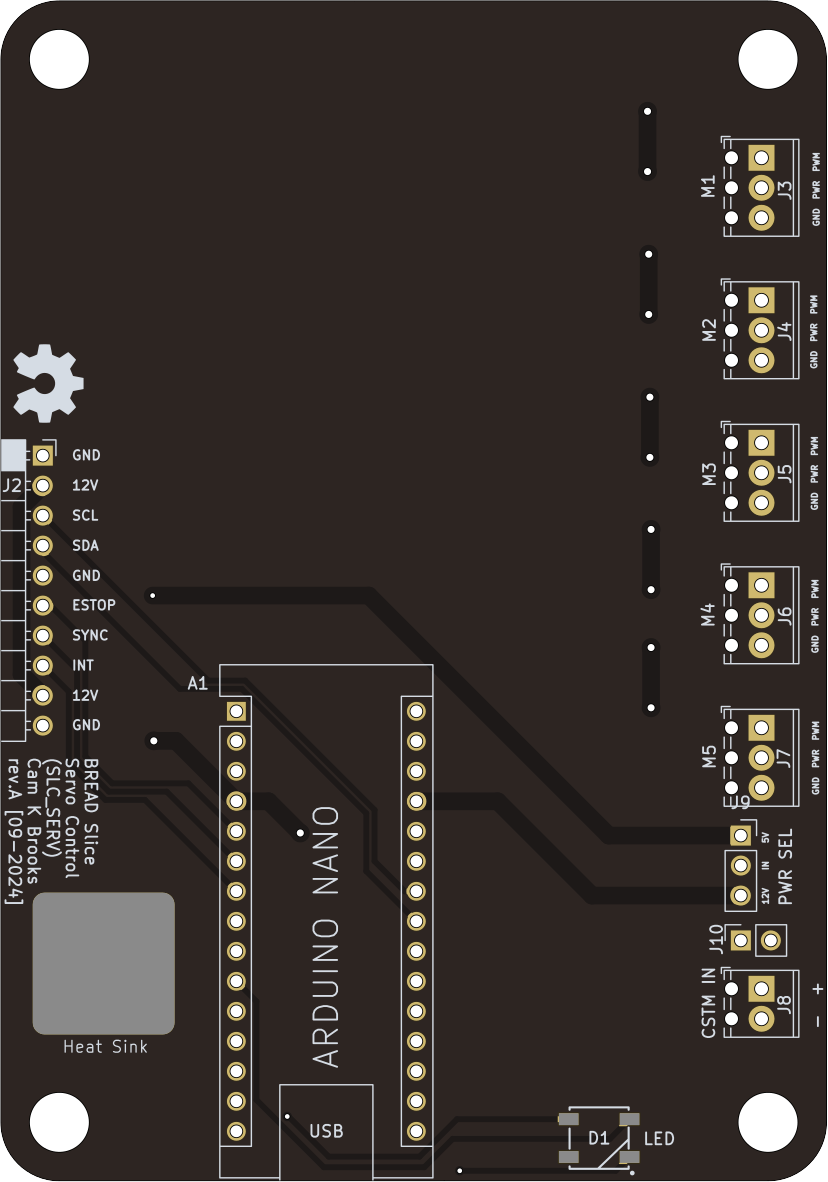 M1
J3
PWM
PWR
GND
M2
J4
PWM
PWR
GND
M3
J5
PWM
PWR
GND
J2
GND
12V
SCL
SDA
GND
ESTOP
SYNC
INT
12V
GND
M4
J6
PWM
PWR
GND
A1
M5
J7
PWM
PWR
GND
BREAD Slice
Servo Control
(SLC_SERV)
Cam K Brooks
rev.A [09-2024]
ARDUINO NANO
J9
5V
IN
12V
PWR SEL
J10
CSTM IN
J8
+
-
Heat Sink
USB
D1
LED